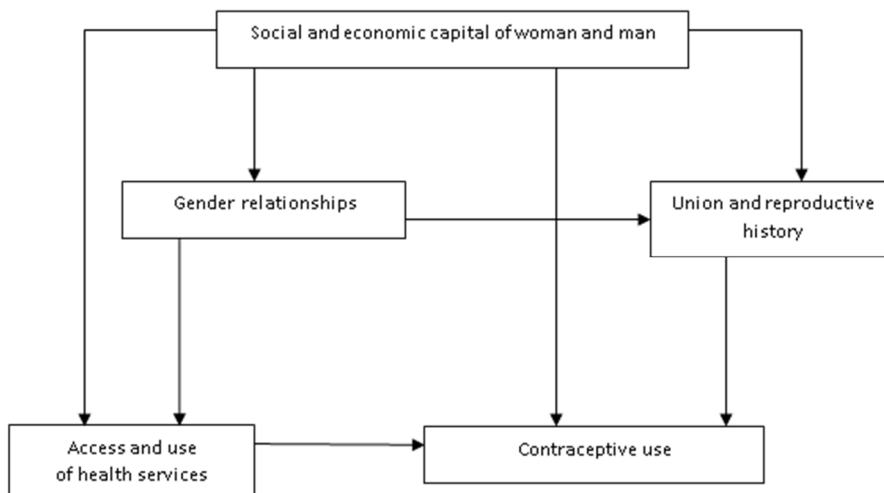 Social and economic capital of woman and man
Gender relationships
Union and reproductive
history
Access and use
of health services
Contraceptive use